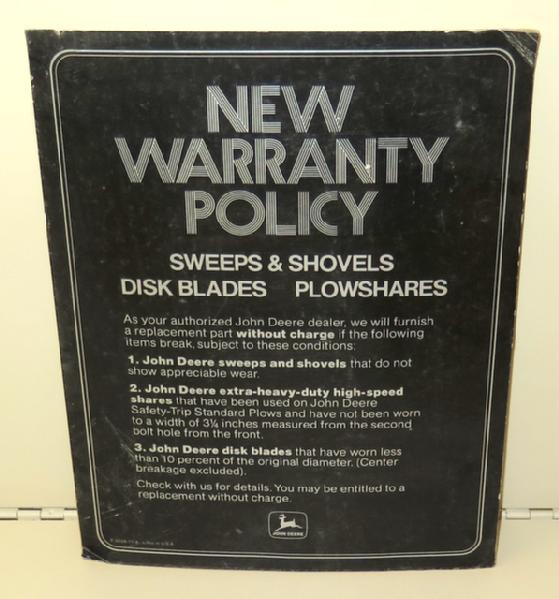 NEW
WARRANTY
POLICY
SWEEPS & SHOVELS
DISK BLADES PLOWSHARES
As your authorized John Deere dealer, we will furnish
a replacement part without charge if the following
items break, subject to these conditions:
1. John Deere sweeps and shovels that do not
show appreciable wear.
2. John Deere extra-heavy-duty high-speed
shares that have been used on John Deere
Safety-Trip Standard Plows and have not been worn
to a width of 3¼ inches measured from the second
bolt hole from the front.
3. John Deere disk blades that have worn less
than 10 percent of the original diameter. (Center
breakage excluded).
Check with us for details. You may be entitled to a
replacement without charge.
JOHN DEERE
U.S.A.